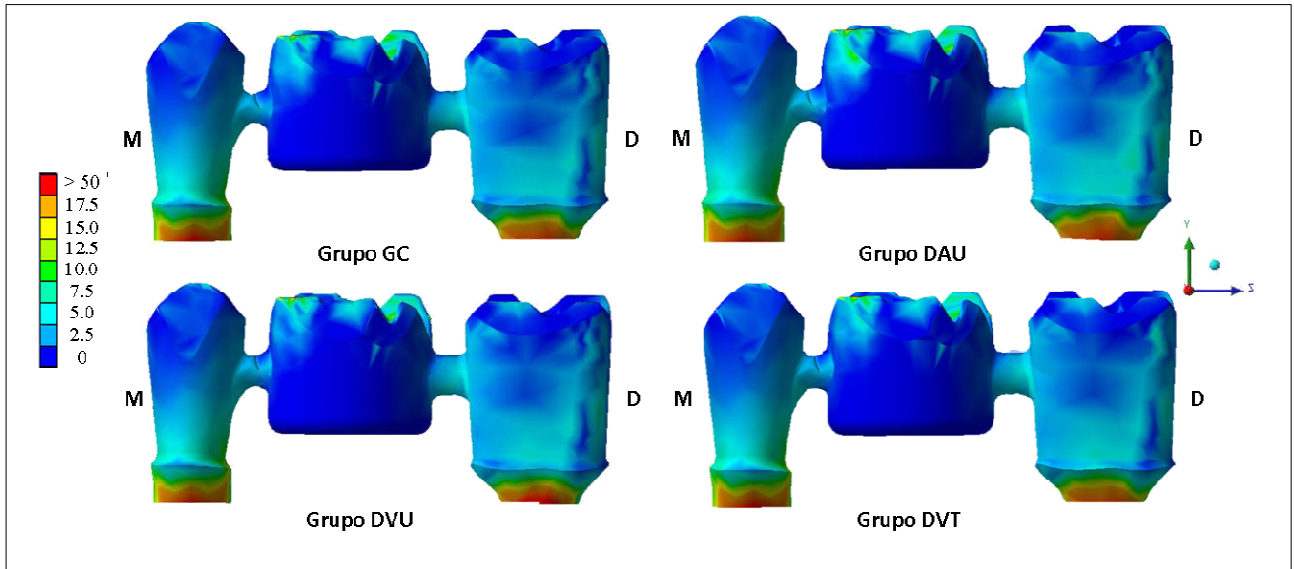 M
D
M
D
> 50
17.5
15.0
12.5
10.0
7.5
5.0
2.5
0
Grupo GC
Grupo DAU
Y
Z
M
D
M
D
Grupo DVU
Grupo DVT